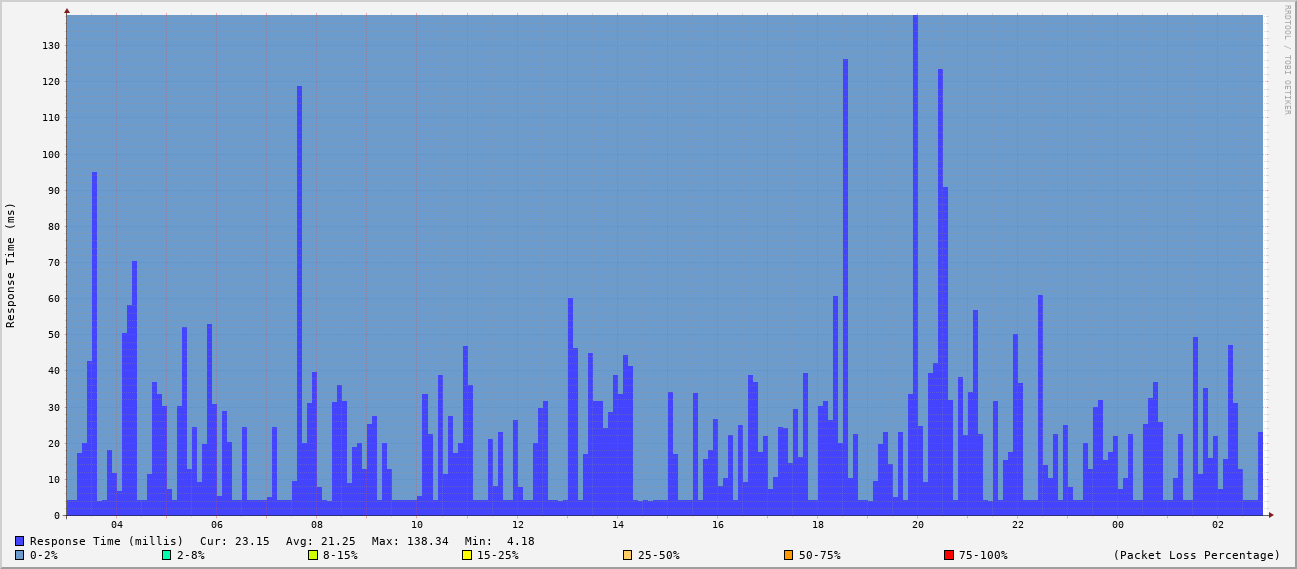 RRDTOOL / TOBI OETIKER
Response Time (ms)
130
120
110
100
90
80
70
60
50
40
30
20
10
0
04 06 08 10 12 14 16 18 20 22 00 02
Response Time (millis) Cur: 23.15 Avg: 21.25 Max: 138.34 Min: 4.18
0-2% 2-8% 8-15% 15-25% 25-50% 50-75% 75-100% (Packet Loss Percentage)